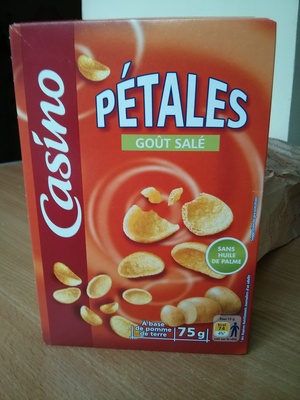 Casino
PÉTALES
GOÛT SALÉ
SANS
HUILE
DE PALME
A base
de pomme
de terre
75g